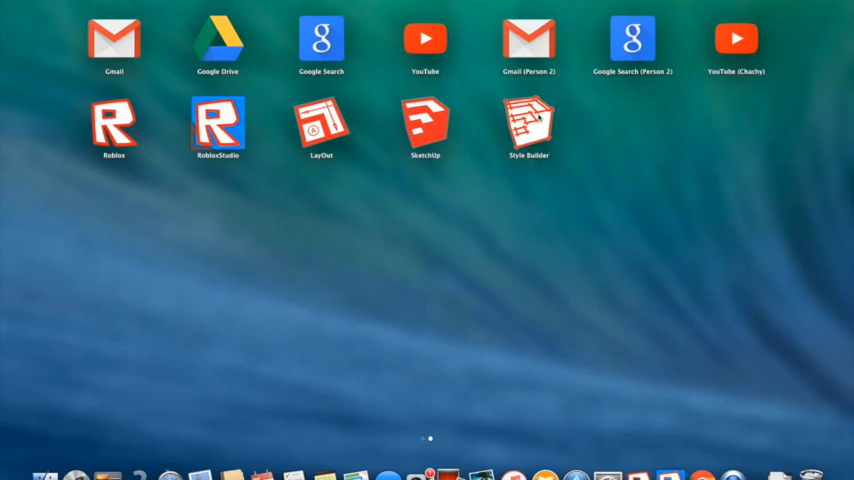 Gmail
Google Drive
Google Search
YouTube
Gmail (Person 2)
Google Search (Person 2)
YouTube (Chachy)
Roblox
RobloxStudio
LayOut
SketchUp
Style Builder